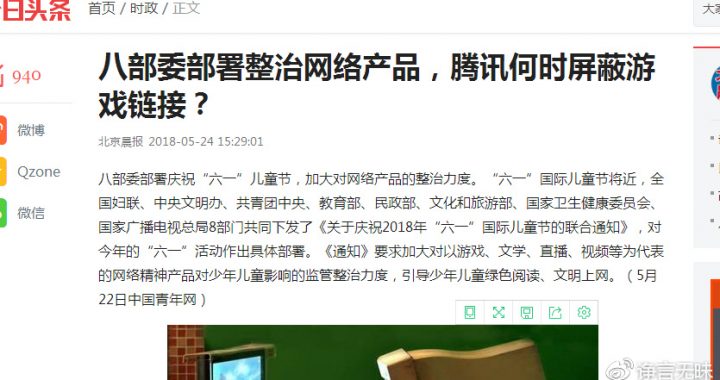 日头条
首页 / 时政 / 正文
大家
940
八部委部署整治网络产品，腾讯何时屏蔽游
戏链接？
北京晨报 2018-05-24 15:29:01
微博
Qzone
微信
八部委部署庆祝“六一”儿童节，加大对网络产品的整治力度。“六一”国际儿童节将近，全
国妇联、中央文明办、共青团中央、教育部、民政部、文化和旅游部、国家卫生健康委员会、
国家广播电视总局8部门共同下发了《关于庆祝2018年“六一”国际儿童节的联合通知》，对
今年的“六一”活动作出具体部署。《通知》要求加大对以游戏、文学、直播、视频等为代表
的网络精神产品对少年儿童影响的监管整治力度，引导少年儿童绿色阅读、文明上网。（5月
22日中国青年网）
诤言无味